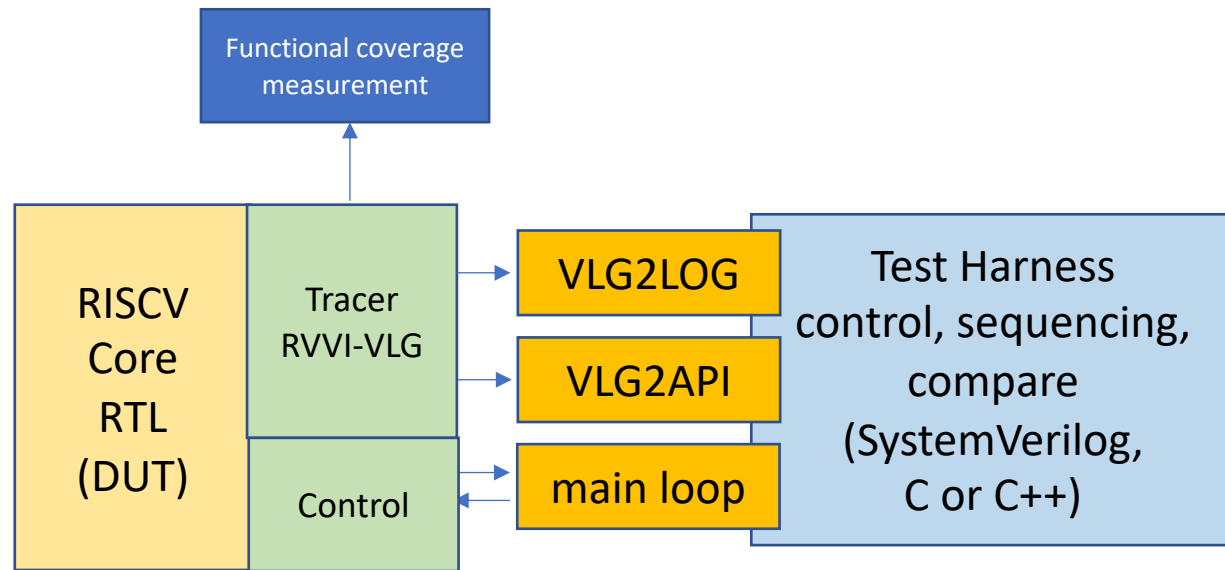 Functional coverage
measurement
RISCV
Core
RTL
(DUT)
Tracer
RVVI-VLG
Control
VLG2LOG
VLG2API
main loop
Test Harness
control, sequencing,
compare
(SystemVerilog,
C or C++)